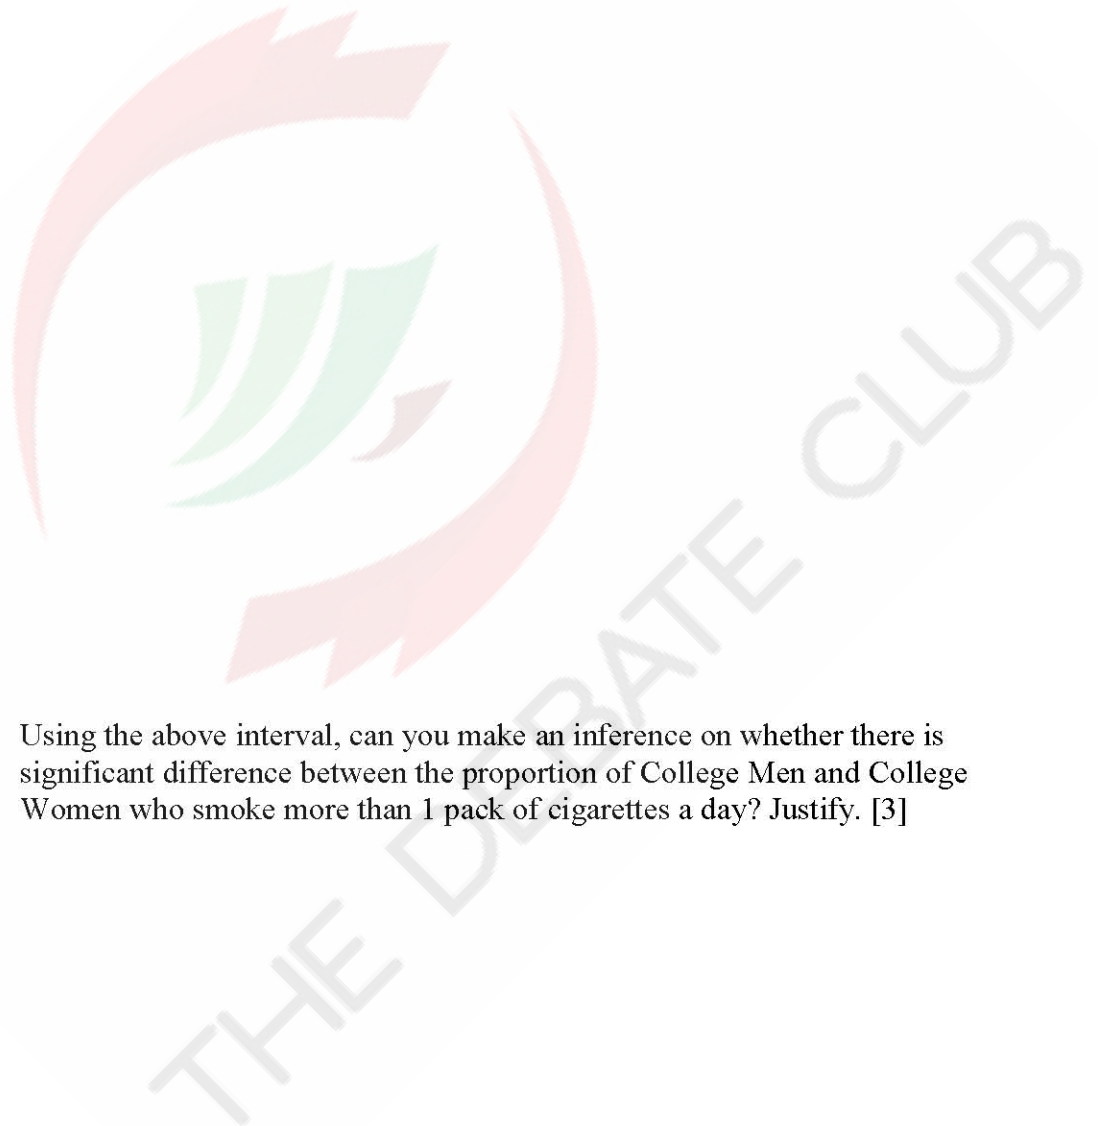 Using the above interval, can you make an inference on whether there is
significant difference between the proportion of College Men and College
Women who smoke more than 1 pack of cigarettes a day? Justify. [3]
THE DEBATE CLUB